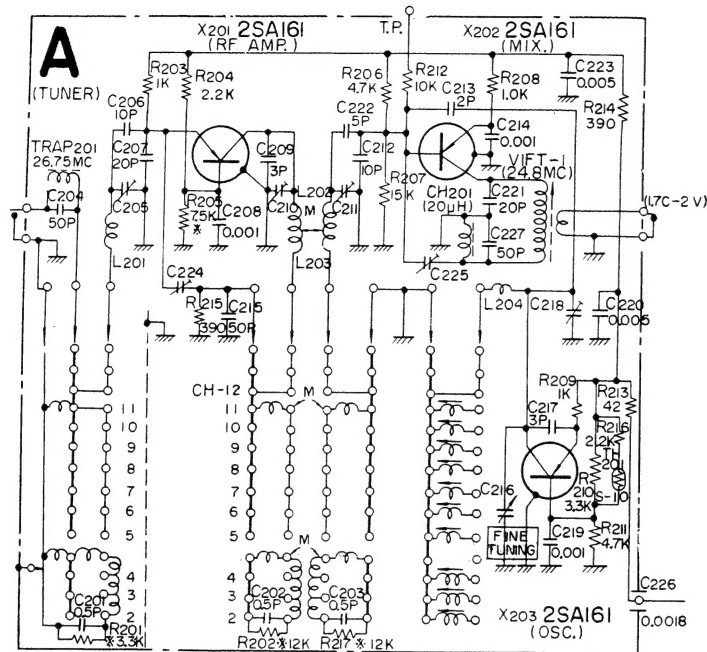 A
(TUNER)
X201 2SA161
(RF AMP.)
T.P.
X202 2SA161
(MIX.)
R203
1K
R204
2.2K
R206
4.7K
R212
10K
C213
2P
R208
1.0K
C223
0.005
R214
390
C206
10P
C222
5P
C214
0.001
TRAP201
26.75MC
C207
20P
C209
3P
C212
10P
VIFT-1
(24.8MC)
C204
50P
C205
R205
7.5K
*
C208
0.001
C210
L202
M
C211
R207
15K
CH201
(20μH)
C221
20P
(1.7C-2V)
C227
50P
L201
L203
C224
C225
R215
390
C215
50P
L204
C218
C220
0.005
CH-12
M
11
10
9
8
7
6
5
R209
1K
C217
3P
R213
42
R216
2.2K
TH
201
S-110
R
210
3.3K
C216
FINE
TUNING
C219
0.001
R211
4.7K
M
4
3
2
C201
0.5P
R201
*3.3K
C202
0.5P
R202 * 12K
C203
0.5P
R217 * 12K
X203 2SA161
(OSC.)
C226
0.0018